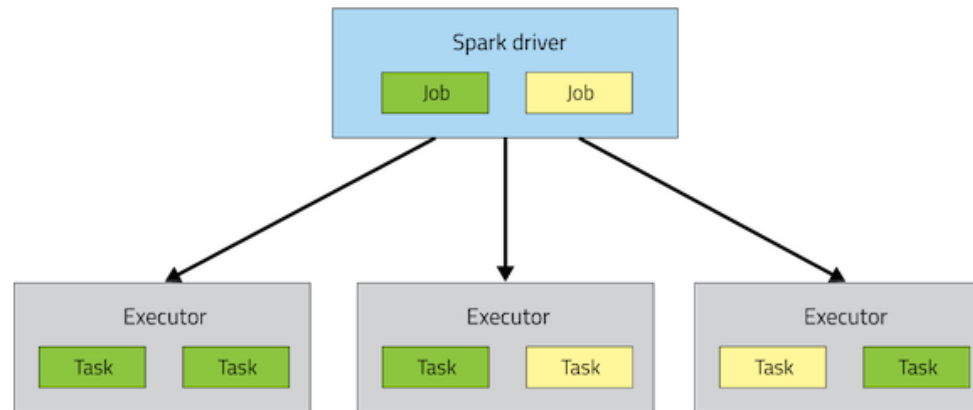 Spark driver
Job Job
Executor Executor Executor
Task Task Task Task Task Task